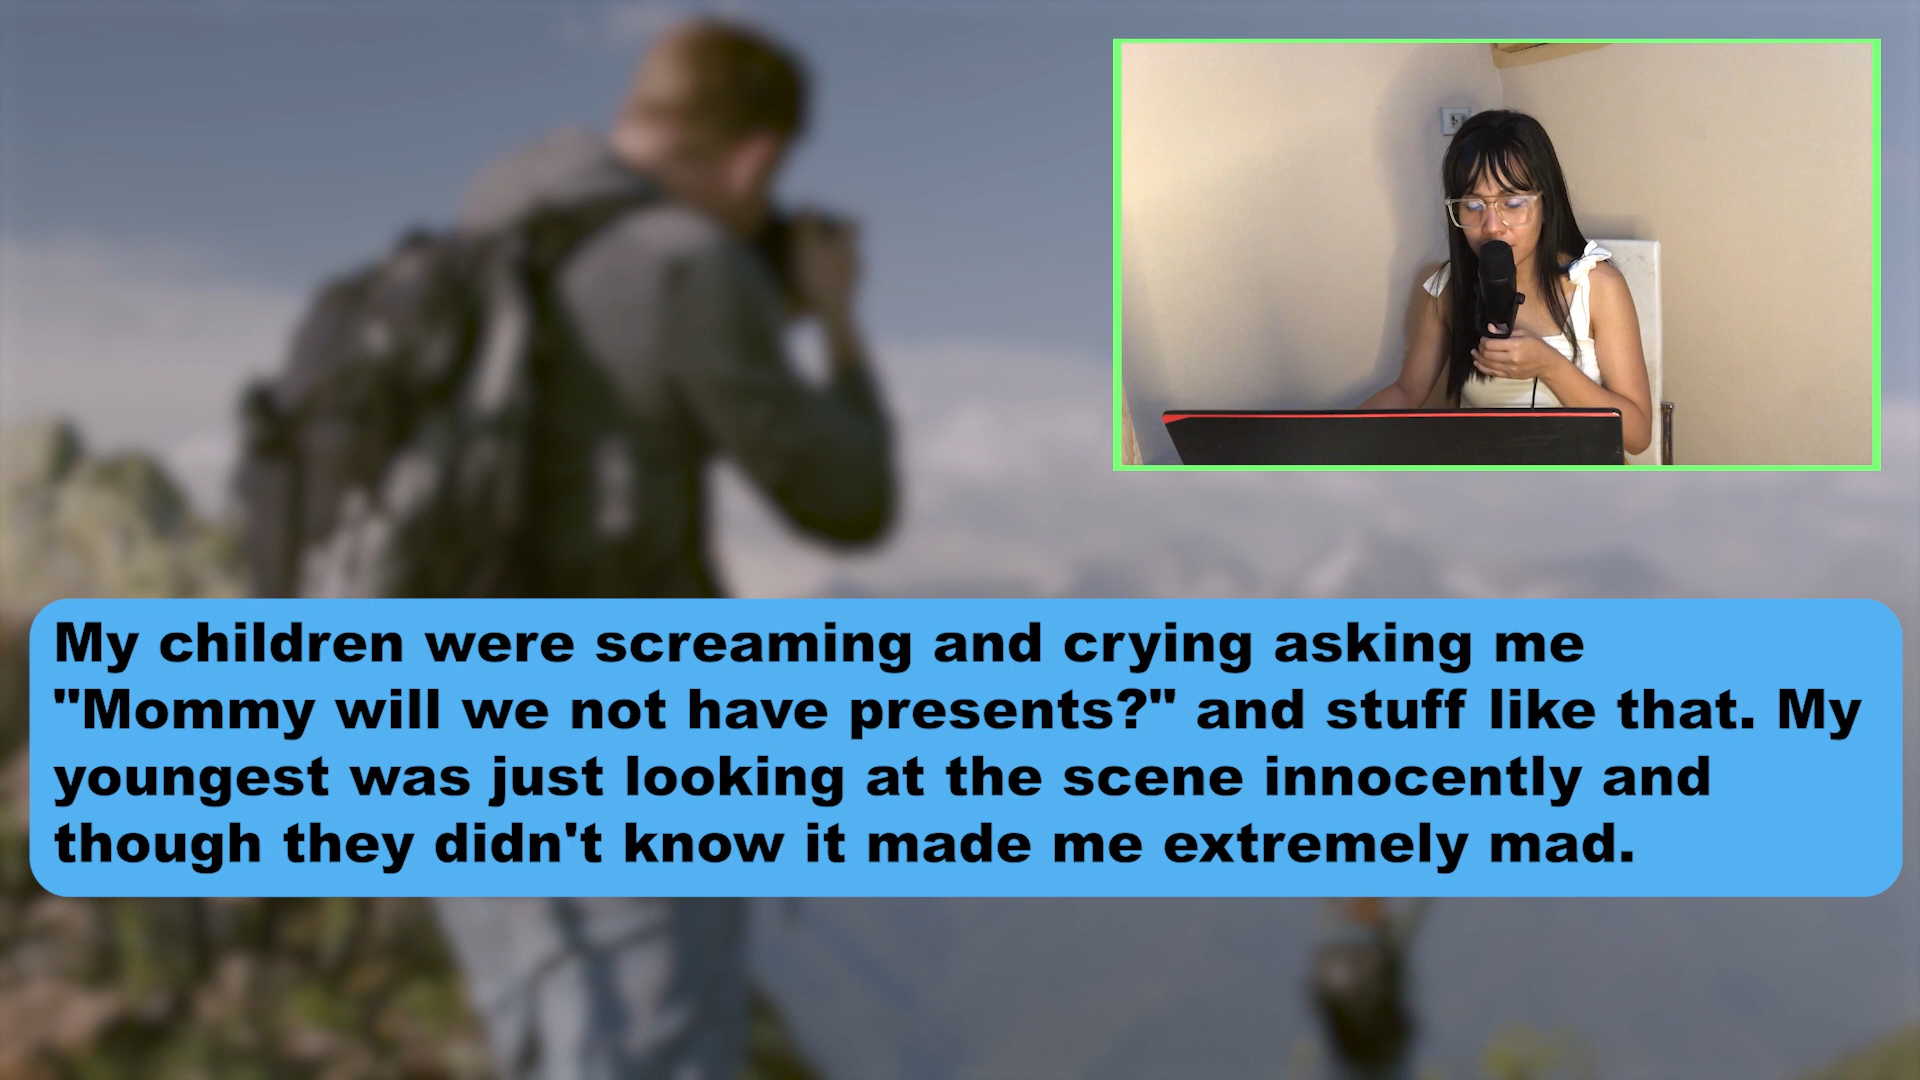 My children were screaming and crying asking me
"Mommy will we not have presents?" and stuff like that. My
youngest was just looking at the scene innocently and
though they didn't know it made me extremely mad.